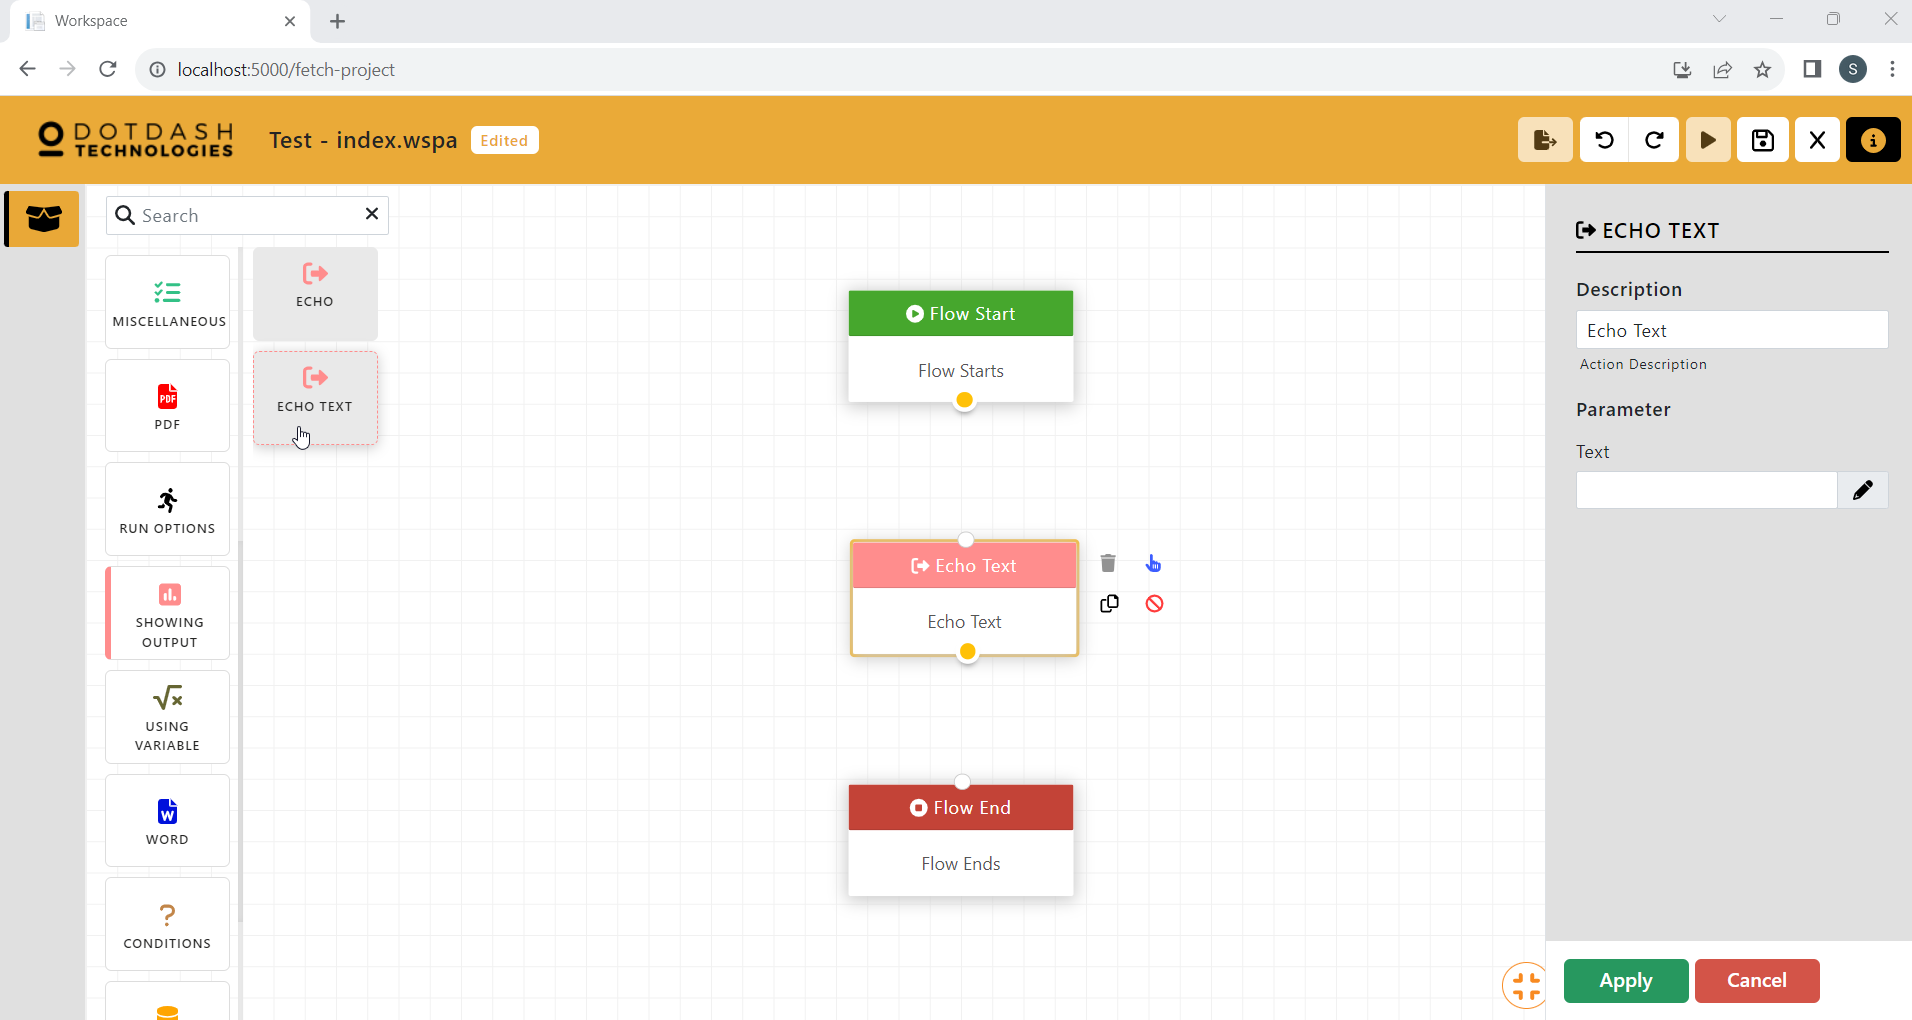 Workspace
localhost:5000/fetch-project
S
DOTDASH
TECHNOLOGIES
Test - index.wspa
Edited
Search
MISCELLANEOUS
PDF
PDF
RUN OPTIONS
SHOWING
OUTPUT
USING
VARIABLE
W
WORD
CONDITIONS
ECHO
ECHO TEXT
Flow Start
Flow Starts
Echo Text
Echo Text
Flow End
Flow Ends
ECHO TEXT
Description
Echo Text
Action Description
Parameter
Text
Apply
Cancel